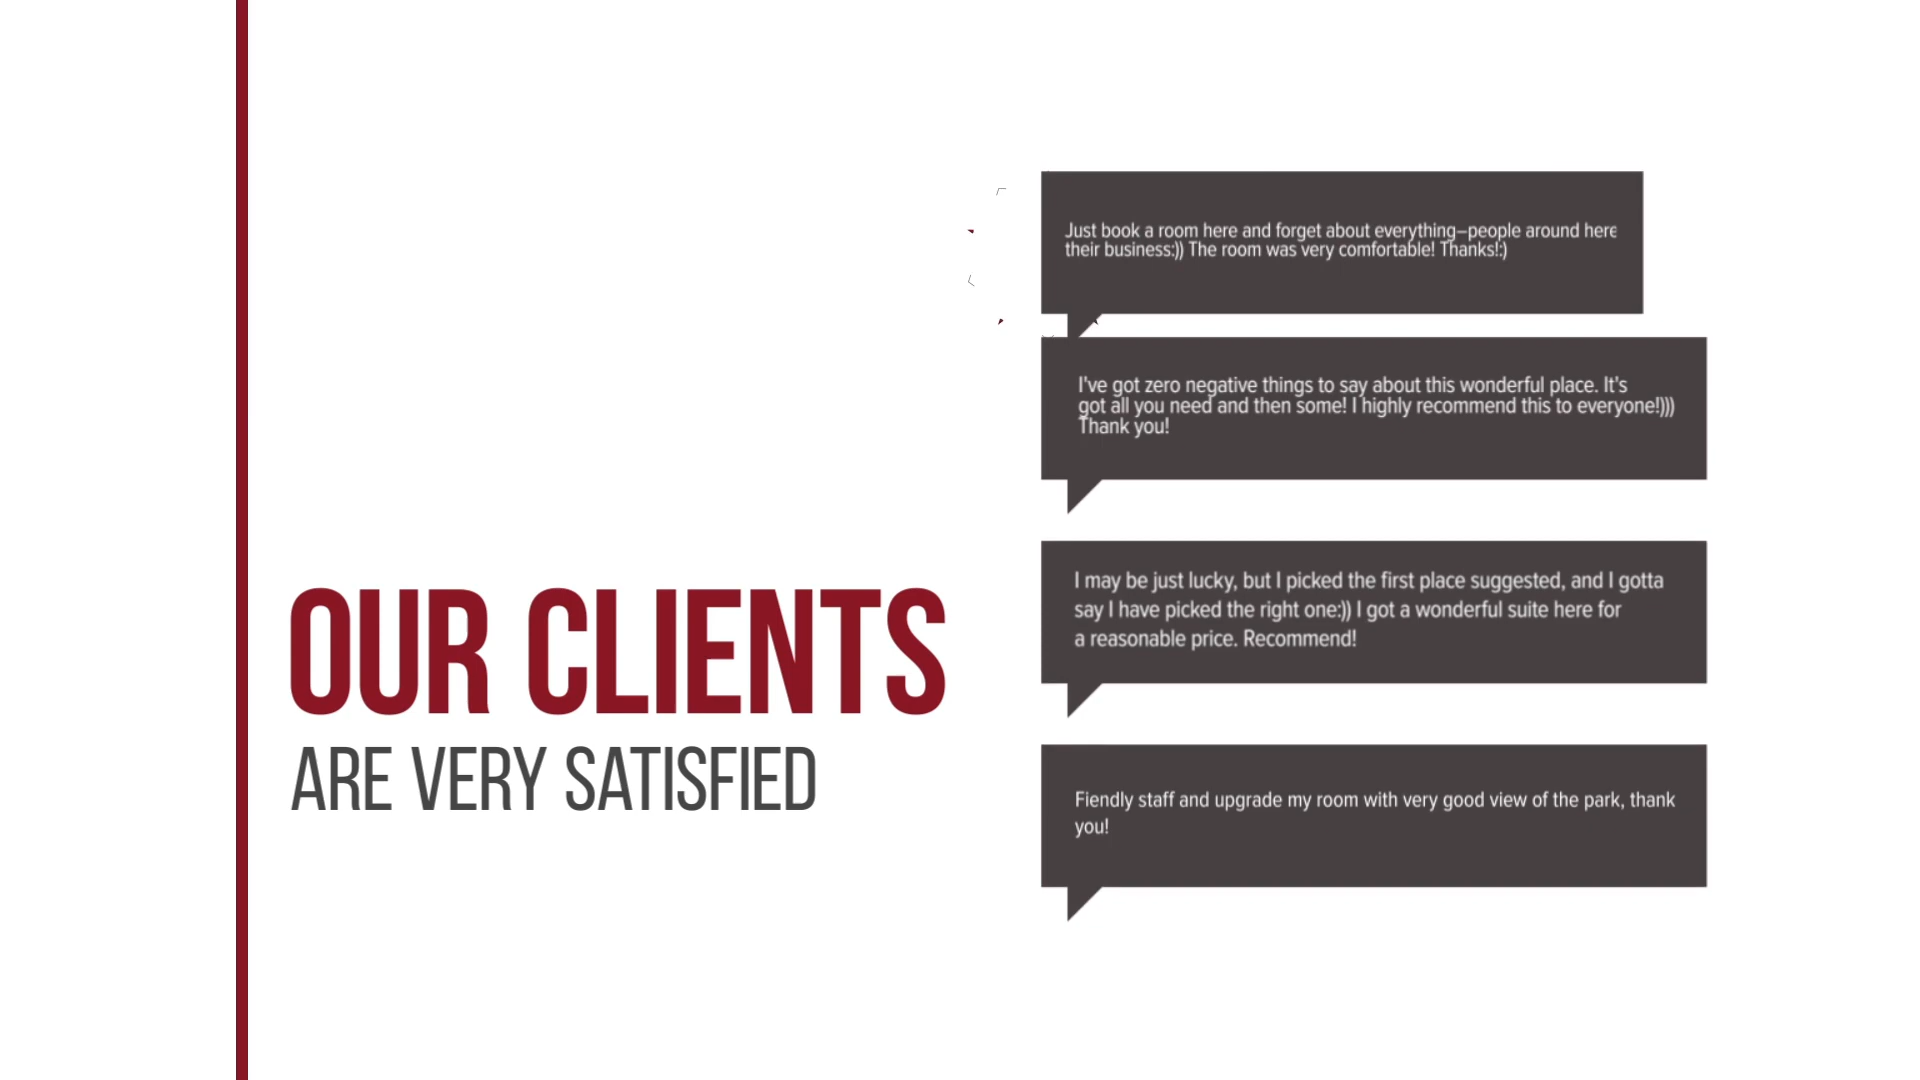 OUR CLIENTS
ARE VERY SATISFIED
Just book a room here and forget about everything–people around here
their business:)) The room was very comfortable! Thanks!:)
I've got zero negative things to say about this wonderful place. It's
got all you need and then some! I highly recommend this to everyone!)))
Thank you!
I may be just lucky, but I picked the first place suggested, and I gotta
say I have picked the right one:)) I got a wonderful suite here for
a reasonable price. Recommend!
Fiendly staff and upgrade my room with very good view of the park, thank
you!